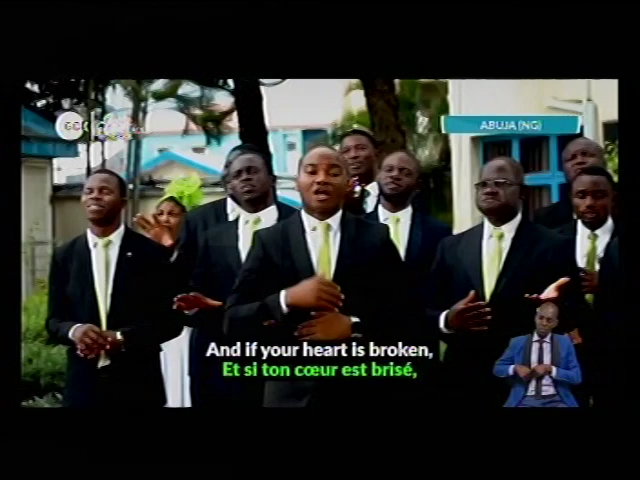 ABUJA (NG)
And if your heart is broken,
Et si ton cœur est brisé,